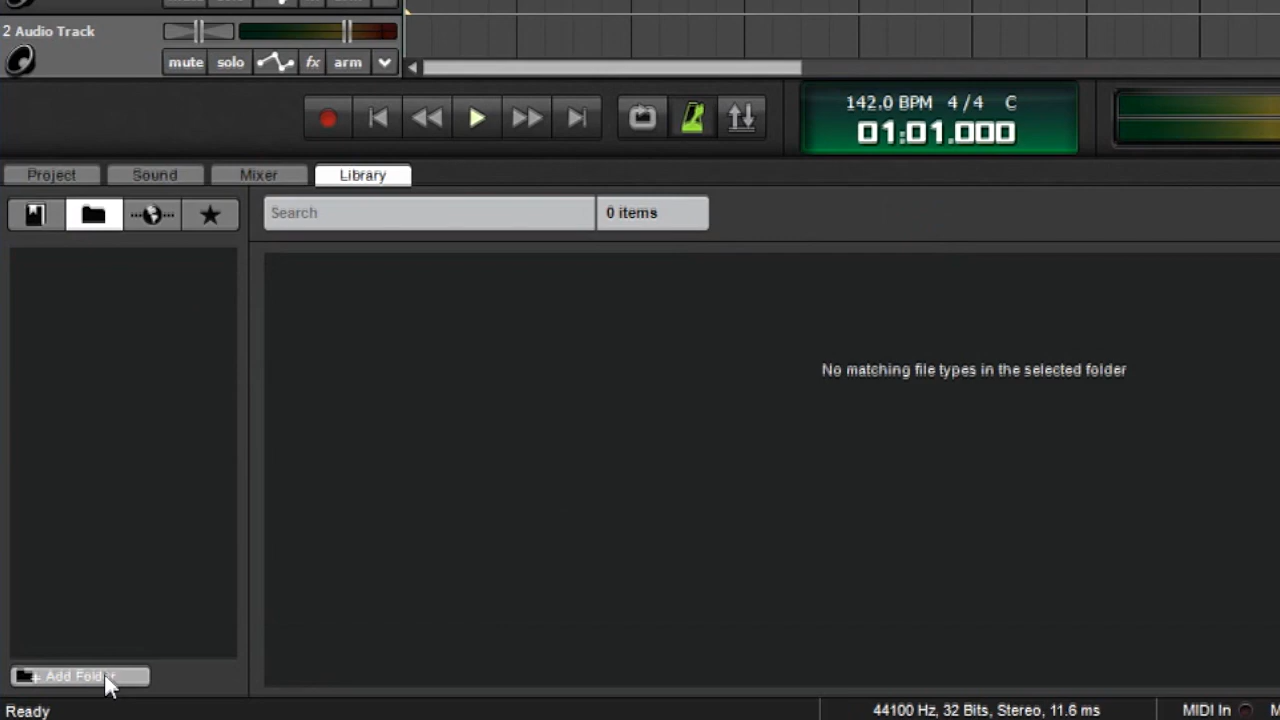 2 Audio Track
mute solo fx arm
142.0 BPM 4/4 C
01:01.000
Project Sound Mixer Library
Search 0 items
No matching file types in the selected folder
Add Folder
Ready 44100 Hz, 32 Bits, Stereo, 11.6 ms MIDI In